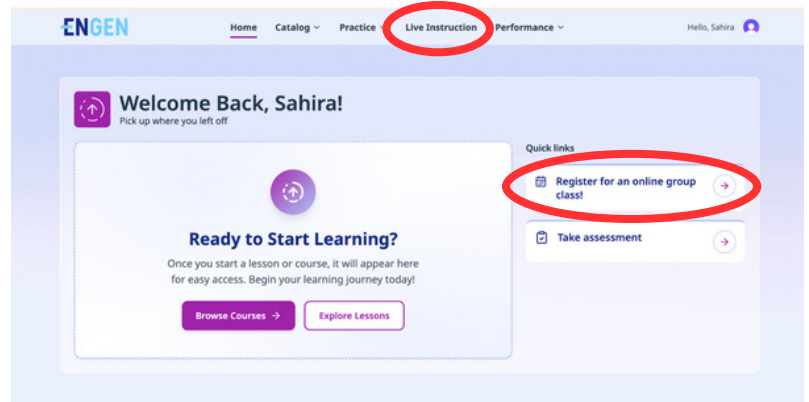 ENGEN Home Catalog Practice Live Instruction Performance Hello, Sahira
Welcome Back, Sahira!
Pick up where you left off
Ready to Start Learning?
Once you start a lesson or course, it will appear here
for easy access. Begin your learning journey today!
Browse Courses →
Explore Lessons
Quick links
Register for an online group
class!
Take assessment